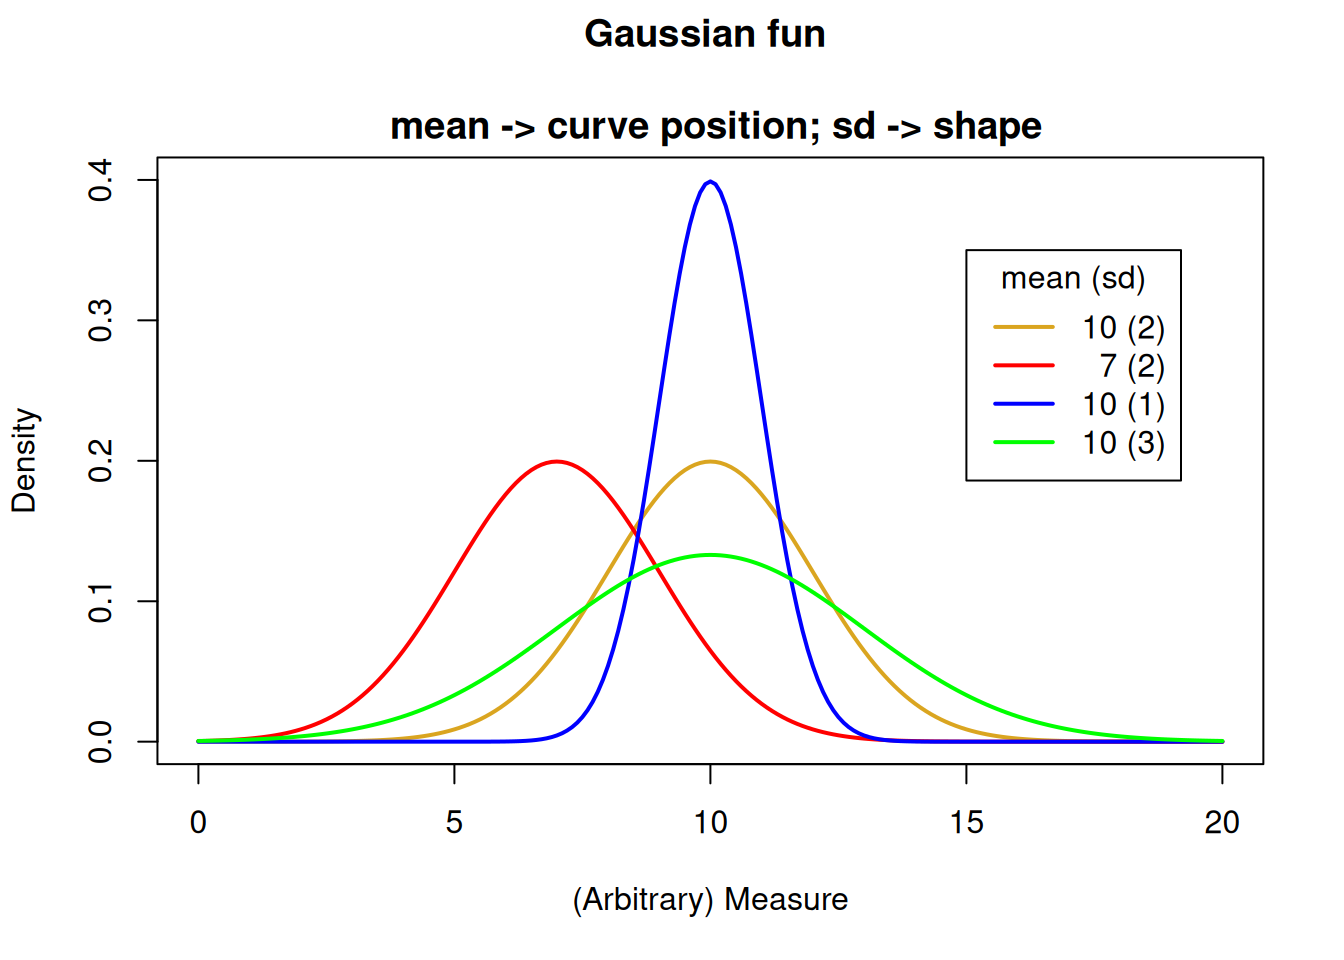 Gaussian fun
mean -> curve position; sd -> shape
0.4
0.3
0.2
0.1
0.0
Density
mean (sd)
10 (2)
7 (2)
10 (1)
10 (3)
0 5 10 15 20
(Arbitrary) Measure